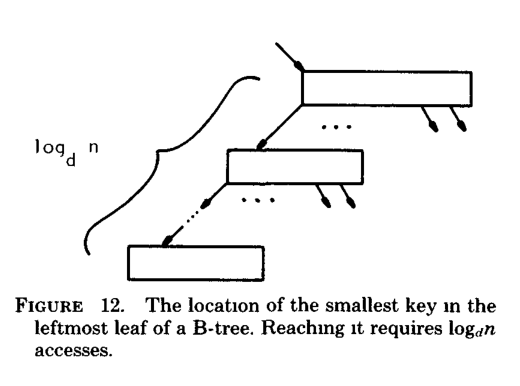 log_d n
FIGURE 12. The location of the smallest key in the
leftmost leaf of a B-tree. Reaching it requires log_d n
accesses.